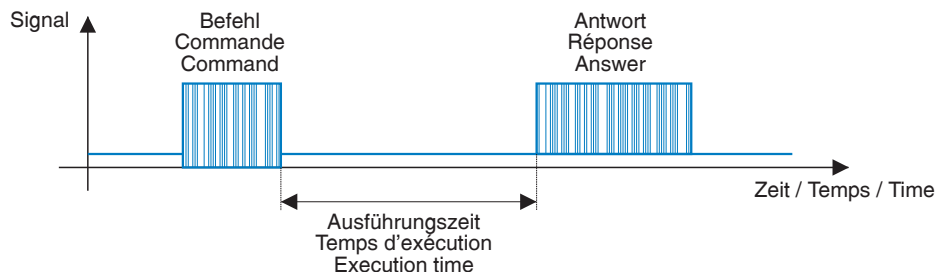 Signal
Befehl
Commande
Command
Antwort
Réponse
Answer
Zeit / Temps / Time
Ausführungszeit
Temps d'exécution
Execution time